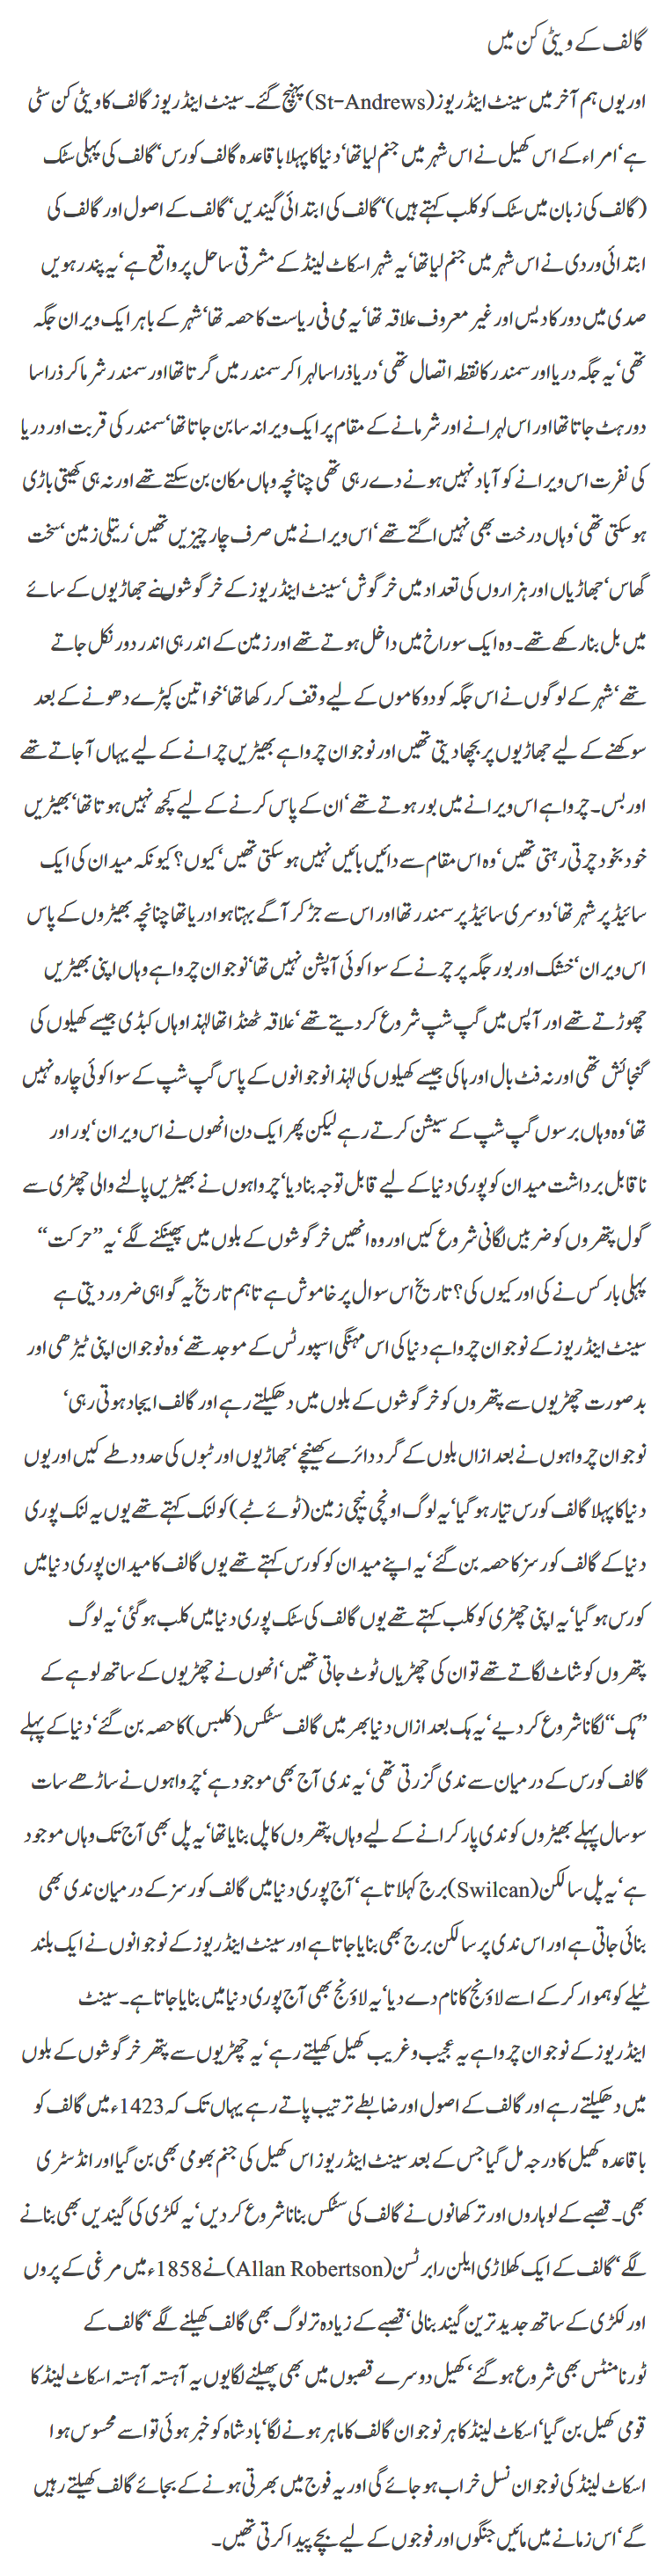 گالف کے ویٹی کن میں
اور یوں ہم آخر میں سینٹ اینڈریوز (St-Andrews) پہنچ گئے۔ سینٹ اینڈریوز گالف کا ویٹی کن سٹی
ہے‘ امراء کے اس کھیل نے اس شہر میں جنم لیا تھا‘ دنیا کا پہلا باقاعدہ گالف کورس‘ گالف کی پہلی سٹک
(گالف کی زبان میں سٹک کو کلب کہتے ہیں)‘ گالف کی ابتدائی گیندیں‘ گالف کے اصول اور گالف کی
ابتدائی وردی نے اس شہر میں جنم لیا تھا‘ یہ شہر اسکاٹ لینڈ کے مشرقی ساحل پر واقع ہے‘ یہ پندرہویں
صدی میں دور کا دیس اور غیر معروف علاقہ تھا‘ یہ می فی ریاست کا حصہ تھا‘ شہر کے باہر ایک ویران جگہ
تھی‘ یہ جگہ دریا اور سمندر کا نقطہ اتصال تھی‘ دریا ذرا سا لہرا کر سمندر میں گرتا تھا اور سمندر شرما کر ذرا سا
دور ہٹ جاتا تھا اور اس لہرانے اور شرمانے کے مقام پر ایک ویرانہ سا بن جاتا تھا‘ سمندر کی قربت اور دریا
کی نفرت اس ویرانے کو آباد نہیں ہونے دے رہی تھی چنانچہ وہاں مکان بن سکتے تھے اور نہ ہی کھیتی باڑی
ہو سکتی تھی‘ وہاں درخت بھی نہیں اگتے تھے‘ اس ویرانے میں صرف چار چیزیں تھیں‘ ریتلی زمین‘ سخت
گھاس‘ جھاڑیاں اور ہزاروں کی تعداد میں خرگوش‘ سینٹ اینڈریوز کے خرگوشوں نے جھاڑیوں کے سائے
میں بل بنا رکھے تھے۔ وہ ایک سوراخ میں داخل ہوتے تھے اور زمین کے اندر ہی اندر دور نکل جاتے
تھے‘ شہر کے لوگوں نے اس جگہ کو دو کاموں کے لیے وقف کر رکھا تھا‘ خواتین کپڑے دھونے کے بعد
سوکھنے کے لیے جھاڑیوں پر بچھا دیتی تھیں اور نوجوان چرواہے بھیڑیں چرانے کے لیے یہاں آ جاتے تھے
اور بس۔ چرواہے اس ویرانے میں بور ہوتے تھے‘ ان کے پاس کرنے کے لیے کچھ نہیں ہوتا تھا‘ بھیڑیں
خود بخود چرتی رہتی تھیں‘ وہ اس مقام سے دائیں بائیں نہیں ہو سکتی تھیں‘ کیوں؟ کیونکہ میدان کی ایک
سائیڈ پر شہر تھا‘ دوسری سائیڈ پر سمندر تھا اور اس سے جڑ کر آگے بہتا ہوا دریا تھا چنانچہ بھیڑوں کے پاس
اس ویران‘ خشک اور بور جگہ پر چرنے کے سوا کوئی آپشن نہیں تھا‘ نوجوان چرواہے وہاں اپنی بھیڑیں
چھوڑتے تھے اور آپس میں گپ شپ شروع کر دیتے تھے‘ علاقہ ٹھنڈا تھا لہٰذا وہاں کبڈی جیسے کھیلوں کی
گنجائش تھی اور نہ فٹ بال اور ہاکی جیسے کھیلوں کی لہٰذا نوجوانوں کے پاس گپ شپ کے سوا کوئی چارہ نہیں
تھا‘ وہ وہاں برسوں گپ شپ کے سیشن کرتے رہے لیکن پھر ایک دن انھوں نے اس ویران‘ بور اور
ناقابل برداشت میدان کو پوری دنیا کے لیے قابل توجہ بنا دیا‘ چرواہوں نے بھیڑیں پالنے والی چھڑی سے
گول پتھروں کو ضربیں لگانی شروع کیں اور وہ انھیں خرگوشوں کے بلوں میں پھینکنے لگے‘ یہ ’’حرکت‘‘
پہلی بار کس نے کی اور کیوں کی؟ تاریخ اس سوال پر خاموش ہے تاہم تاریخ یہ گواہی ضرور دیتی ہے
سینٹ اینڈریوز کے نوجوان چرواہے دنیا کی اس مہنگی اسپورٹس کے موجد تھے‘ وہ نوجوان اپنی ٹیڑھی اور
بدصورت چھڑیوں سے پتھروں کو خرگوشوں کے بلوں میں دھکیلتے رہے اور گالف ایجاد ہوتی رہی‘
نوجوان چرواہوں نے بعد ازاں بلوں کے گرد دائرے کھینچے‘ جھاڑیوں اور ٹبوں کی حدود طے کیں اور یوں
دنیا کا پہلا گالف کورس تیار ہو گیا‘ یہ لوگ اونچی نیچی زمین (ٹوئے ٹبے) کو لنک کہتے تھے یوں یہ لنک پوری
دنیا کے گالف کورسز کا حصہ بن گئے‘ یہ اپنے میدان کو کورس کہتے تھے یوں گالف کا میدان پوری دنیا میں
کورس ہو گیا‘ یہ اپنی چھڑی کو کلب کہتے تھے یوں گالف کی سٹک پوری دنیا میں کلب ہو گئی‘ یہ لوگ
پتھروں کو شاٹ لگاتے تھے تو ان کی چھڑیاں ٹوٹ جاتی تھیں‘ انھوں نے چھڑیوں کے ساتھ لوہے کے
’’ہک‘‘ لگانا شروع کر دیے‘ یہ ہک بعد ازاں دنیا بھر میں گالف سٹکس (کلبس) کا حصہ بن گئے‘ دنیا کے پہلے
گالف کورس کے درمیان سے ندی گزرتی تھی‘ یہ ندی آج بھی موجود ہے‘ چرواہوں نے ساڑھے سات
سو سال پہلے بھیڑوں کو ندی پار کرانے کے لیے وہاں پتھروں کا پل بنایا تھا‘ یہ پل بھی آج تک وہاں موجود
ہے‘ یہ پل سالکن (Swilcan) برج کہلاتا ہے‘ آج پوری دنیا میں گالف کورسز کے درمیان ندی بھی
بنائی جاتی ہے اور اس ندی پر سالکن برج بھی بنایا جاتا ہے اور سینٹ اینڈریوز کے نوجوانوں نے ایک بلند
ٹیلے کو ہموار کر کے اسے لاؤنج کا نام دے دیا‘ یہ لاؤنج بھی آج پوری دنیا میں بنایا جاتا ہے۔ سینٹ
اینڈریوز کے نوجوان چرواہے یہ عجیب و غریب کھیل کھیلتے رہے‘ یہ چھڑیوں سے پتھر خرگوشوں کے بلوں
میں دھکیلتے رہے اور گالف کے اصول اور ضابطے ترتیب پاتے رہے یہاں تک کہ 1423ء میں گالف کو
باقاعدہ کھیل کا درجہ مل گیا جس کے بعد سینٹ اینڈریوز اس کھیل کی جنم بھومی بھی بن گیا اور انڈسٹری
بھی۔ قصبے کے لوہاروں اور ترکھانوں نے گالف کی سٹکس بنانا شروع کر دیں‘ یہ لکڑی کی گیندیں بھی بنانے
لگے‘ گالف کے ایک کھلاڑی ایلن رابرٹسن (Allan Robertson) نے 1858ء میں مرغی کے پروں
اور لکڑی کے ساتھ جدید ترین گیند بنا لی‘ قصبے کے زیادہ تر لوگ بھی گالف کھیلنے لگے‘ گالف کے
ٹورنامنٹس بھی شروع ہو گئے‘ کھیل دوسرے قصبوں میں بھی پھیلنے لگا یوں یہ آہستہ آہستہ اسکاٹ لینڈ کا
قومی کھیل بن گیا‘ اسکاٹ لینڈ کا ہر نوجوان گالف کا ماہر ہونے لگا‘ بادشاہ کو خبر ہوئی تو اسے محسوس ہوا
اسکاٹ لینڈ کی نوجوان نسل خراب ہو جائے گی اور یہ فوج میں بھرتی ہونے کے بجائے گالف کھیلتے رہیں
گے‘ اس زمانے میں مائیں جنگوں اور فوجوں کے لیے بچے پیدا کرتی تھیں۔